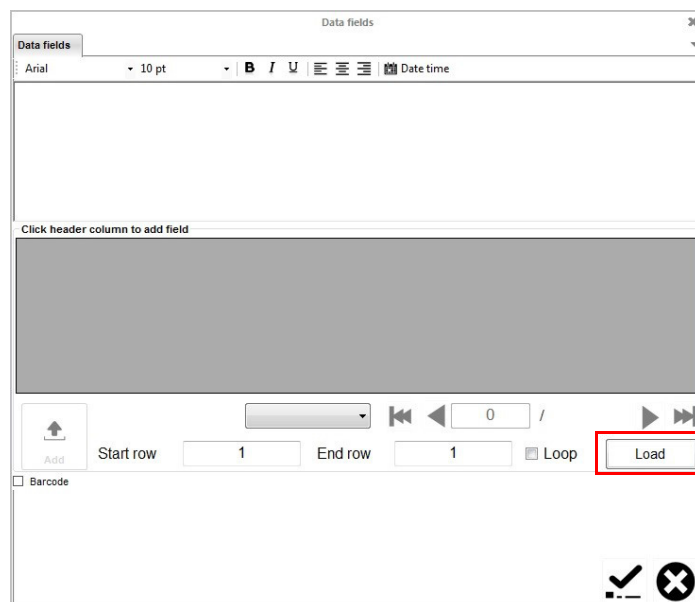 Data fields
Data fields
Arial 10 pt B I U Date time
Click header column to add field
0 /
Add Start row 1 End row 1 Loop Load
Barcode